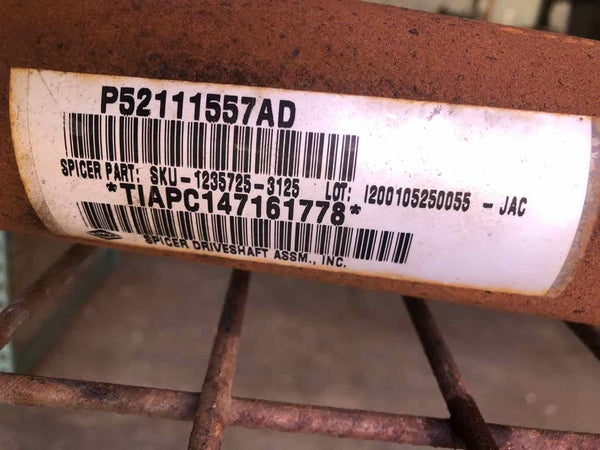 P52111557AD
SPICER PART: SKU-1235725-3125 LOT: I200105250055 - JAC
*TIAPC147161778*
SPICER DRIVESHAFT ASSM., INC.